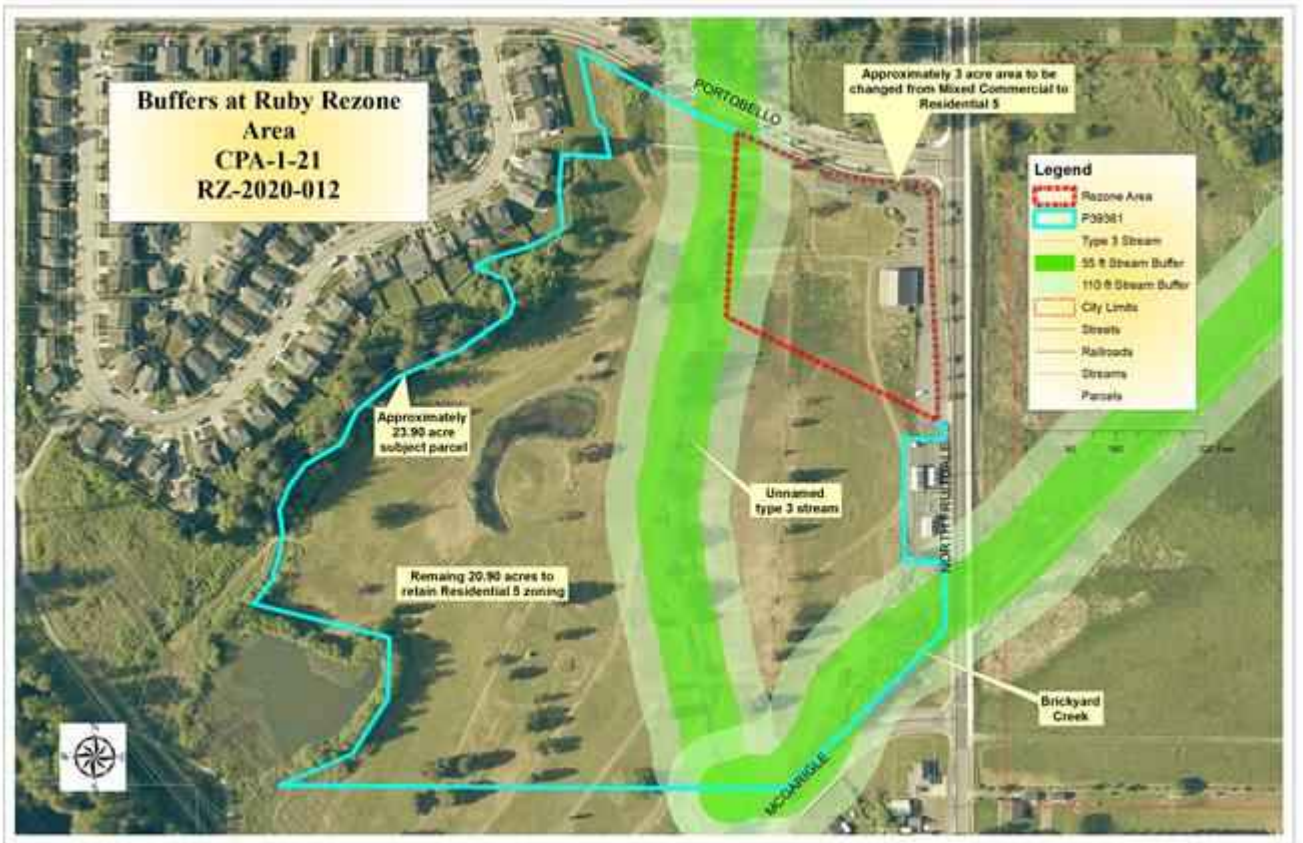 Buffers at Ruby Rezone
Area
CPA-1-21
RZ-2020-012
PORTOBELLO
Approximately 3 acre area to be
changed from Mixed Commercial to
Residential 5
Legend
Rezone Area
P39361
Type 3 Stream
55 ft Stream Buffer
110 ft Stream Buffer
City Limits
Streets
Railroads
Streams
Parcels
Approximately
23.90 acre
subject parcel
Unnamed
type 3 stream
Remaing 20.90 acres to
retain Residential 5 zoning
NORTH
Brickyard
Creek
MCGARIGLE